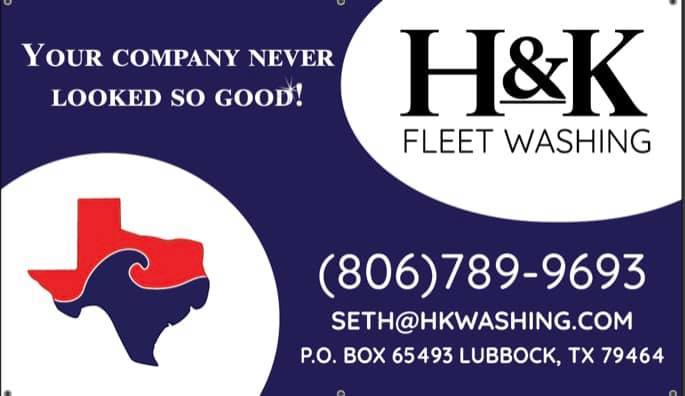 YOUR COMPANY NEVER
LOOKED SO GOOD!
H&K
FLEET WASHING
(806)789-9693
SETH@HKWASHING.COM
P.O. BOX 65493 LUBBOCK, TX 79464